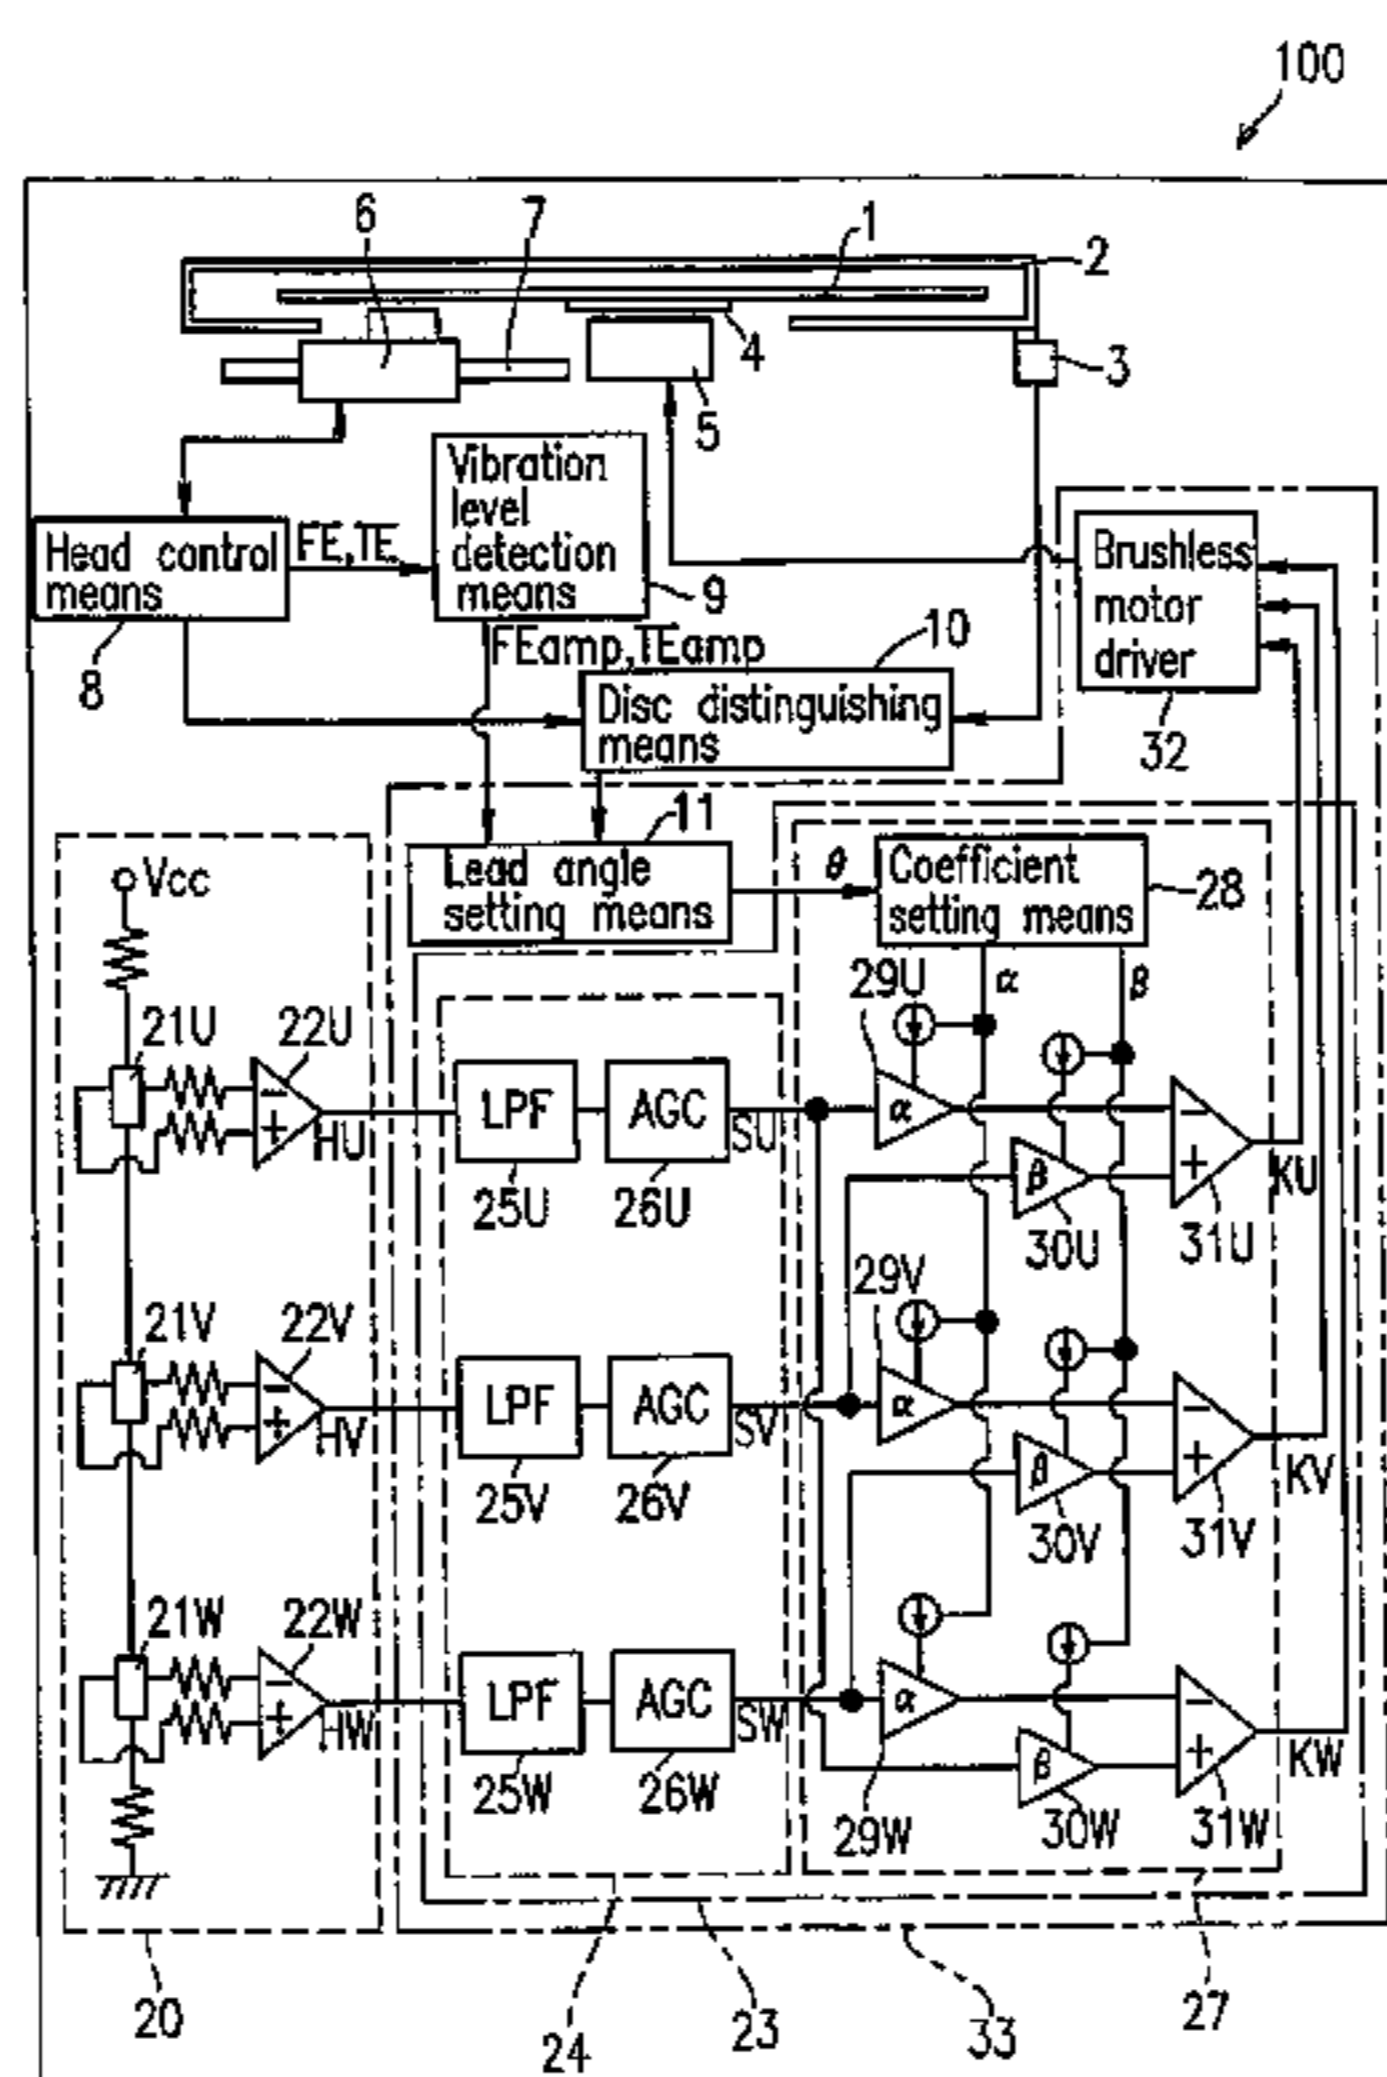 100
6
7
1
2
4
3
5
Vibration
level
detection
means
9
Head control
means
8
FE,TE
FEamp,TEamp
10
Disc distinguishing
means
Brushless
motor
driver
32
11
Lead angle
setting means
θ
Coefficient
setting means
28
Vcc
α
β
29U
21U
22U
HU
LPF
AGC
SU
25U
26U
α
β
30U
31U
KU
29V
21V
22V
HV
LPF
AGC
SV
25V
26V
α
β
30V
31V
KV
21W
22W
HW
LPF
AGC
SW
25W
26W
α
β
29W
30W
31W
KW
20
24
23
33
27